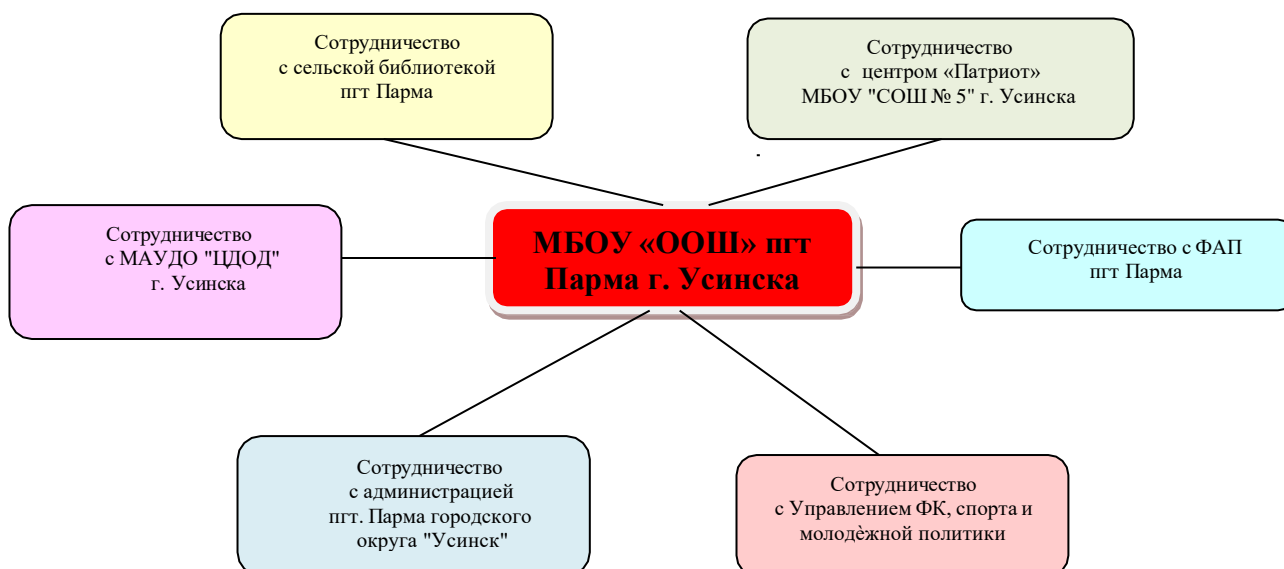 Сотрудничество
с сельской библиотекой
пгт Парма
Сотрудничество
с центром «Патриот»
МБОУ "СОШ № 5" г. Усинска
Сотрудничество
с МАУДО "ЦДОД"
г. Усинска
МБОУ «ООШ» пгт
Парма г. Усинска
Сотрудничество с ФАП
пгт Парма
Сотрудничество
с администрацией
пгт. Парма городского
округа "Усинск"
Сотрудничество
с Управлением ФК, спорта и
молодѐжной политики